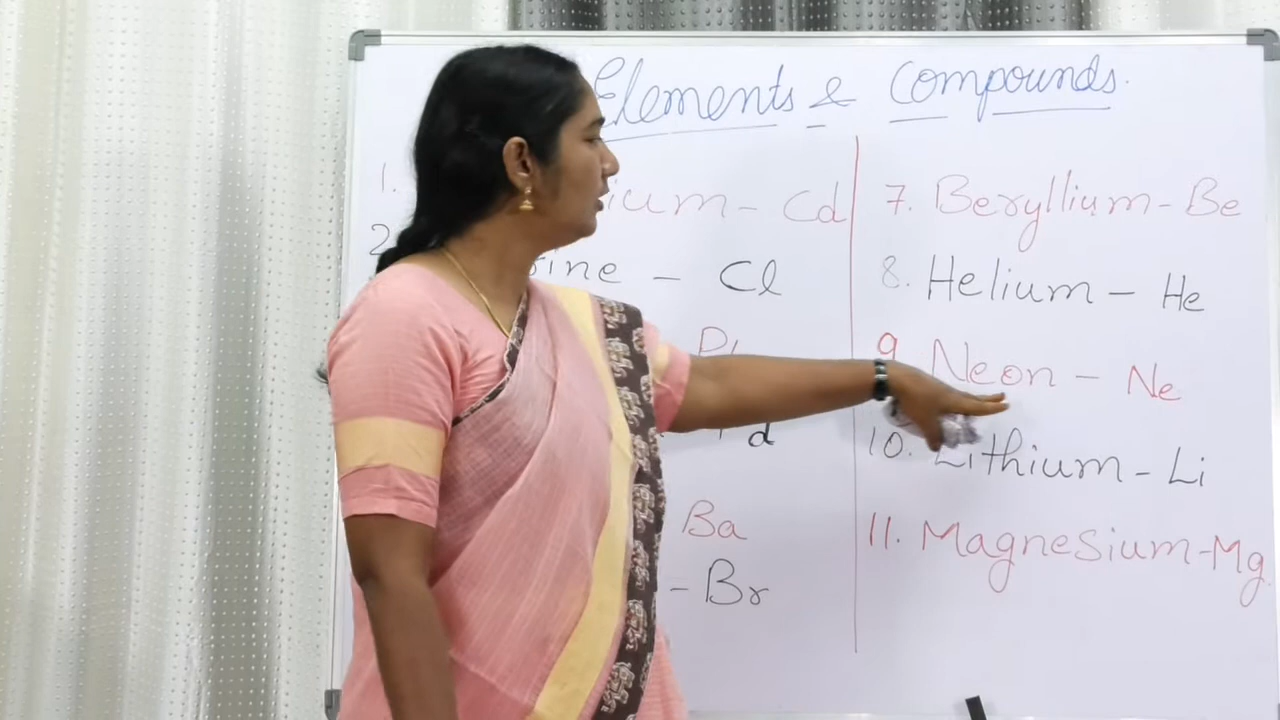 Elements & Compounds.
1.
ium - Cd
2
ine - Cl
d
Ba
- Br
7. Beryllium - Be
8. Helium - He
9 Neon - Ne
10. Lithium - Li
11. Magnesium - Mg